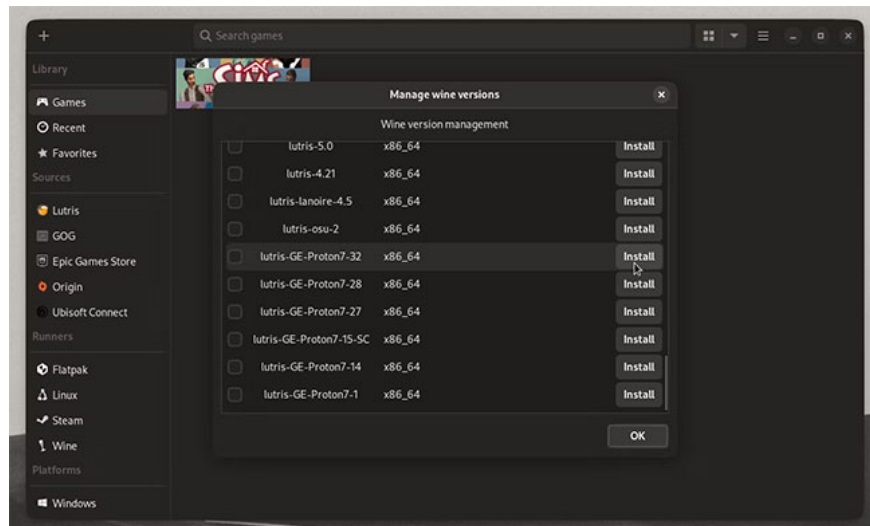 Search games
Library
Games
Recent
Favorites
Sources
Lutris
GOG
Epic Games Store
Origin
Ubisoft Connect
Runners
Flatpak
Linux
Steam
Wine
Platforms
Windows
Manage wine versions
Wine version management
lutris-5.0 x86_64 Install
lutris-4.21 x86_64 Install
lutris-lanoire-4.5 x86_64 Install
lutris-osu-2 x86_64 Install
lutris-GE-Proton7-32 x86_64 Install
lutris-GE-Proton7-28 x86_64 Install
lutris-GE-Proton7-27 x86_64 Install
lutris-GE-Proton7-15-SC x86_64 Install
lutris-GE-Proton7-14 x86_64 Install
lutris-GE-Proton7-1 x86_64 Install
OK